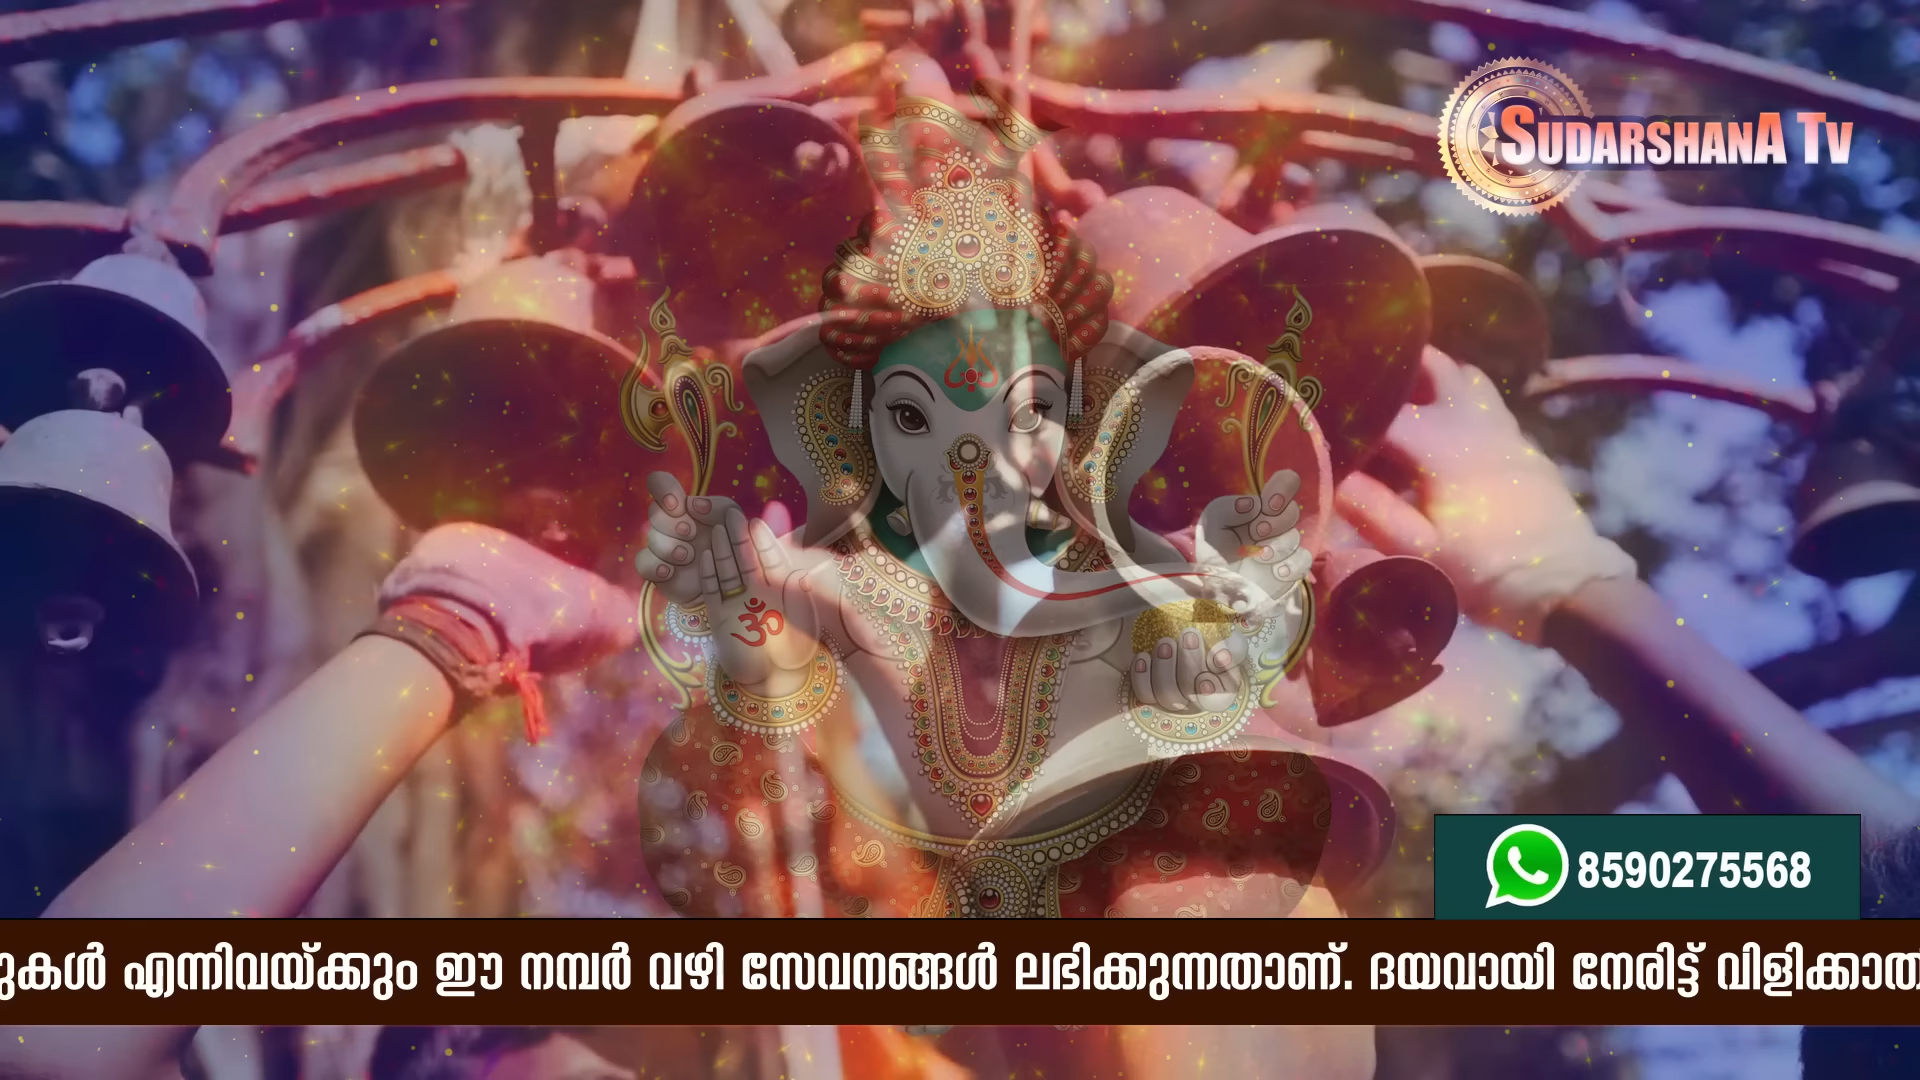 SUDARSHANA TV
ॐ
8590275568
എന്നിവയ്ക്കും ഈ നമ്പർ വഴി സേവനങ്ങൾ ലഭിക്കുന്നതാണ്. ദയവായി നേരിട്ട് വിളിക്കാത